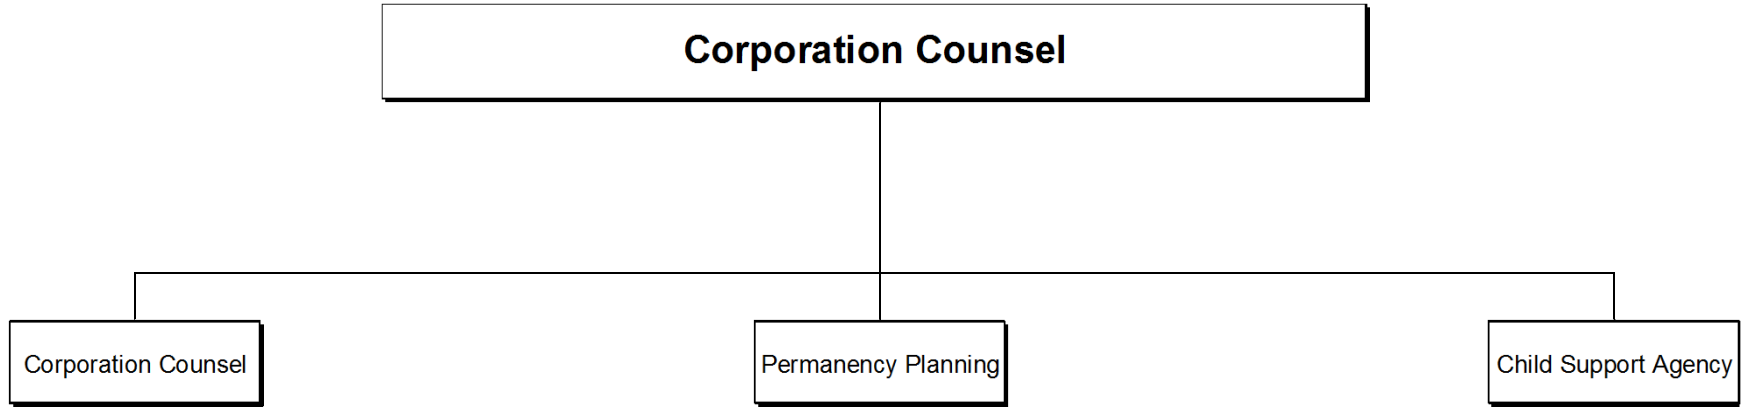 Corporation Counsel
Corporation Counsel
Permanency Planning
Child Support Agency